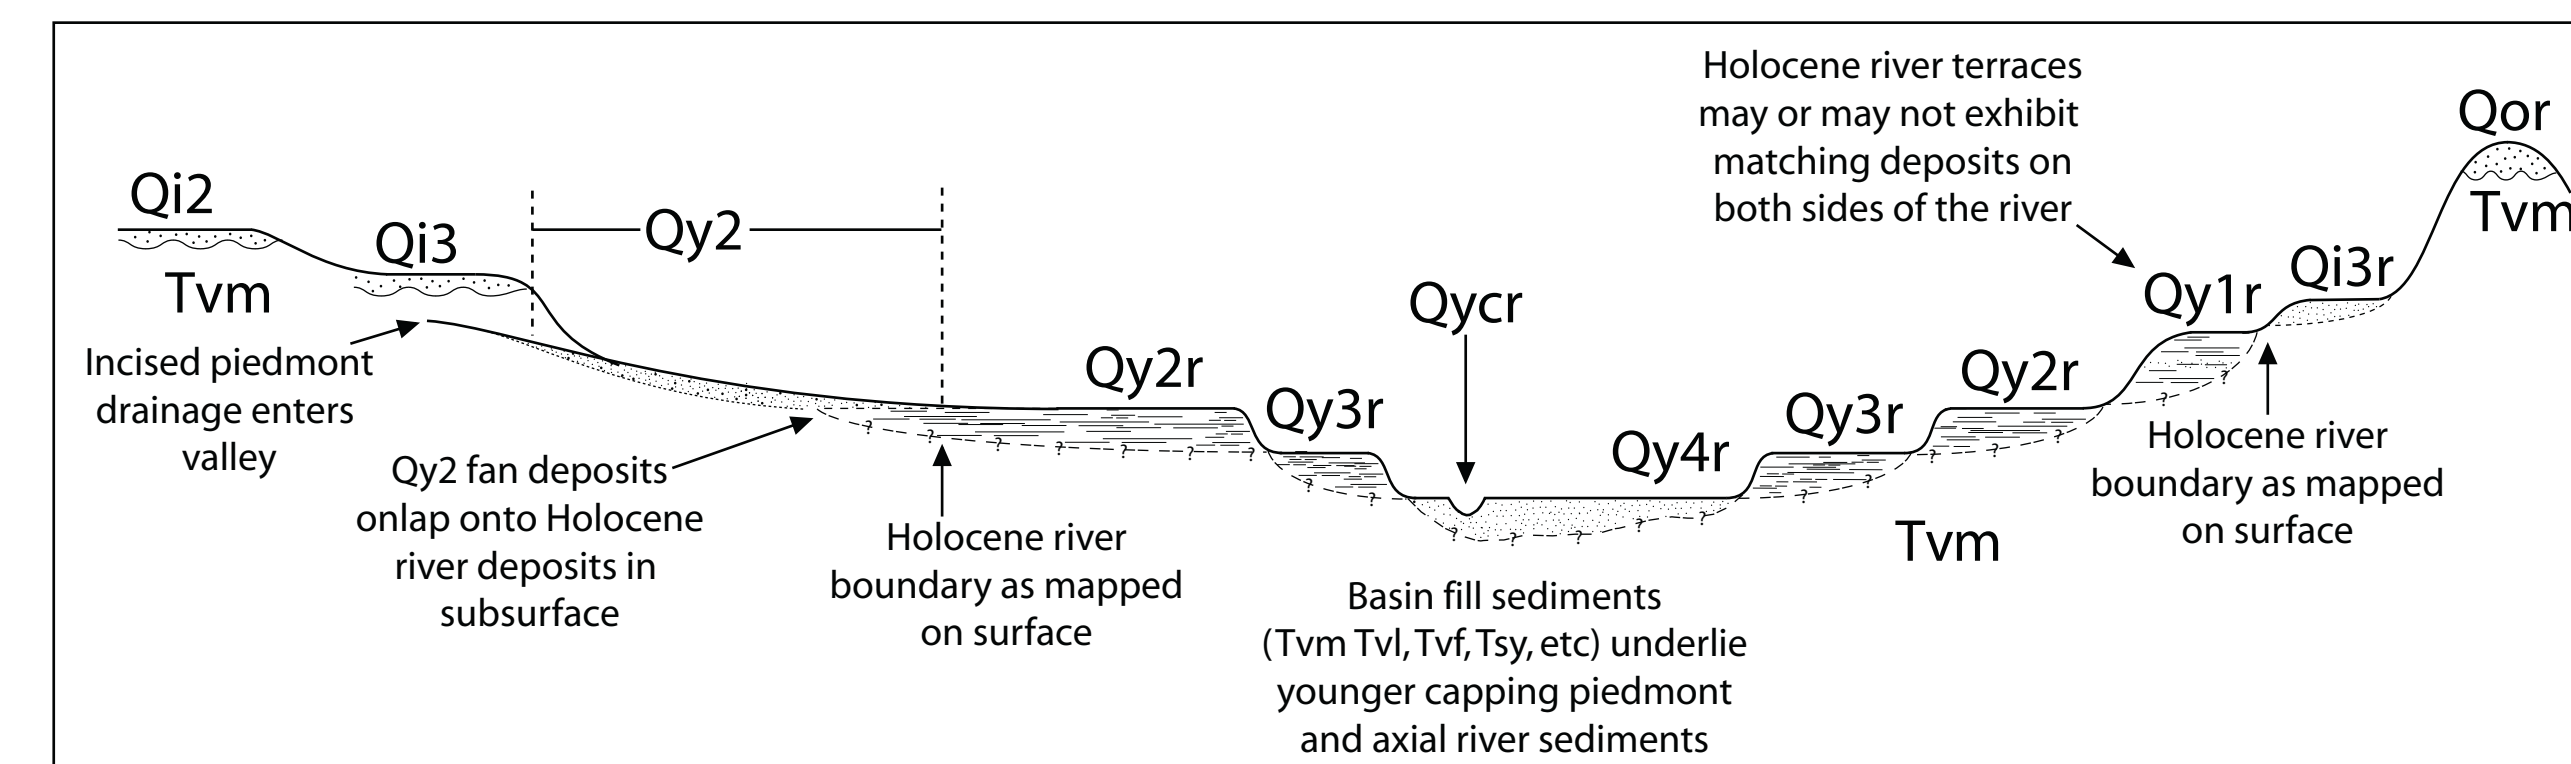 Qi2
Tvm
Qi3
Qy2
Incised piedmont
drainage enters
valley
Qy2 fan deposits
onlap onto Holocene
river deposits in
subsurface
Holocene river
boundary as mapped
on surface
Qy2r
Qy3r
Qycr
Qy4r
Basin fill sediments
(Tvm Tvl, Tvf, Tsy, etc) underlie
younger capping piedmont
and axial river sediments
Qy3r
Tvm
Qy2r
Holocene river terraces
may or may not exhibit
matching deposits on
both sides of the river
Qy1r
Qi3r
Holocene river
boundary as mapped
on surface
Qor
Tvm
? ? ? ? ? ? ?
? ?
? ? ? ? ?
? ?
? ? ?
? ?